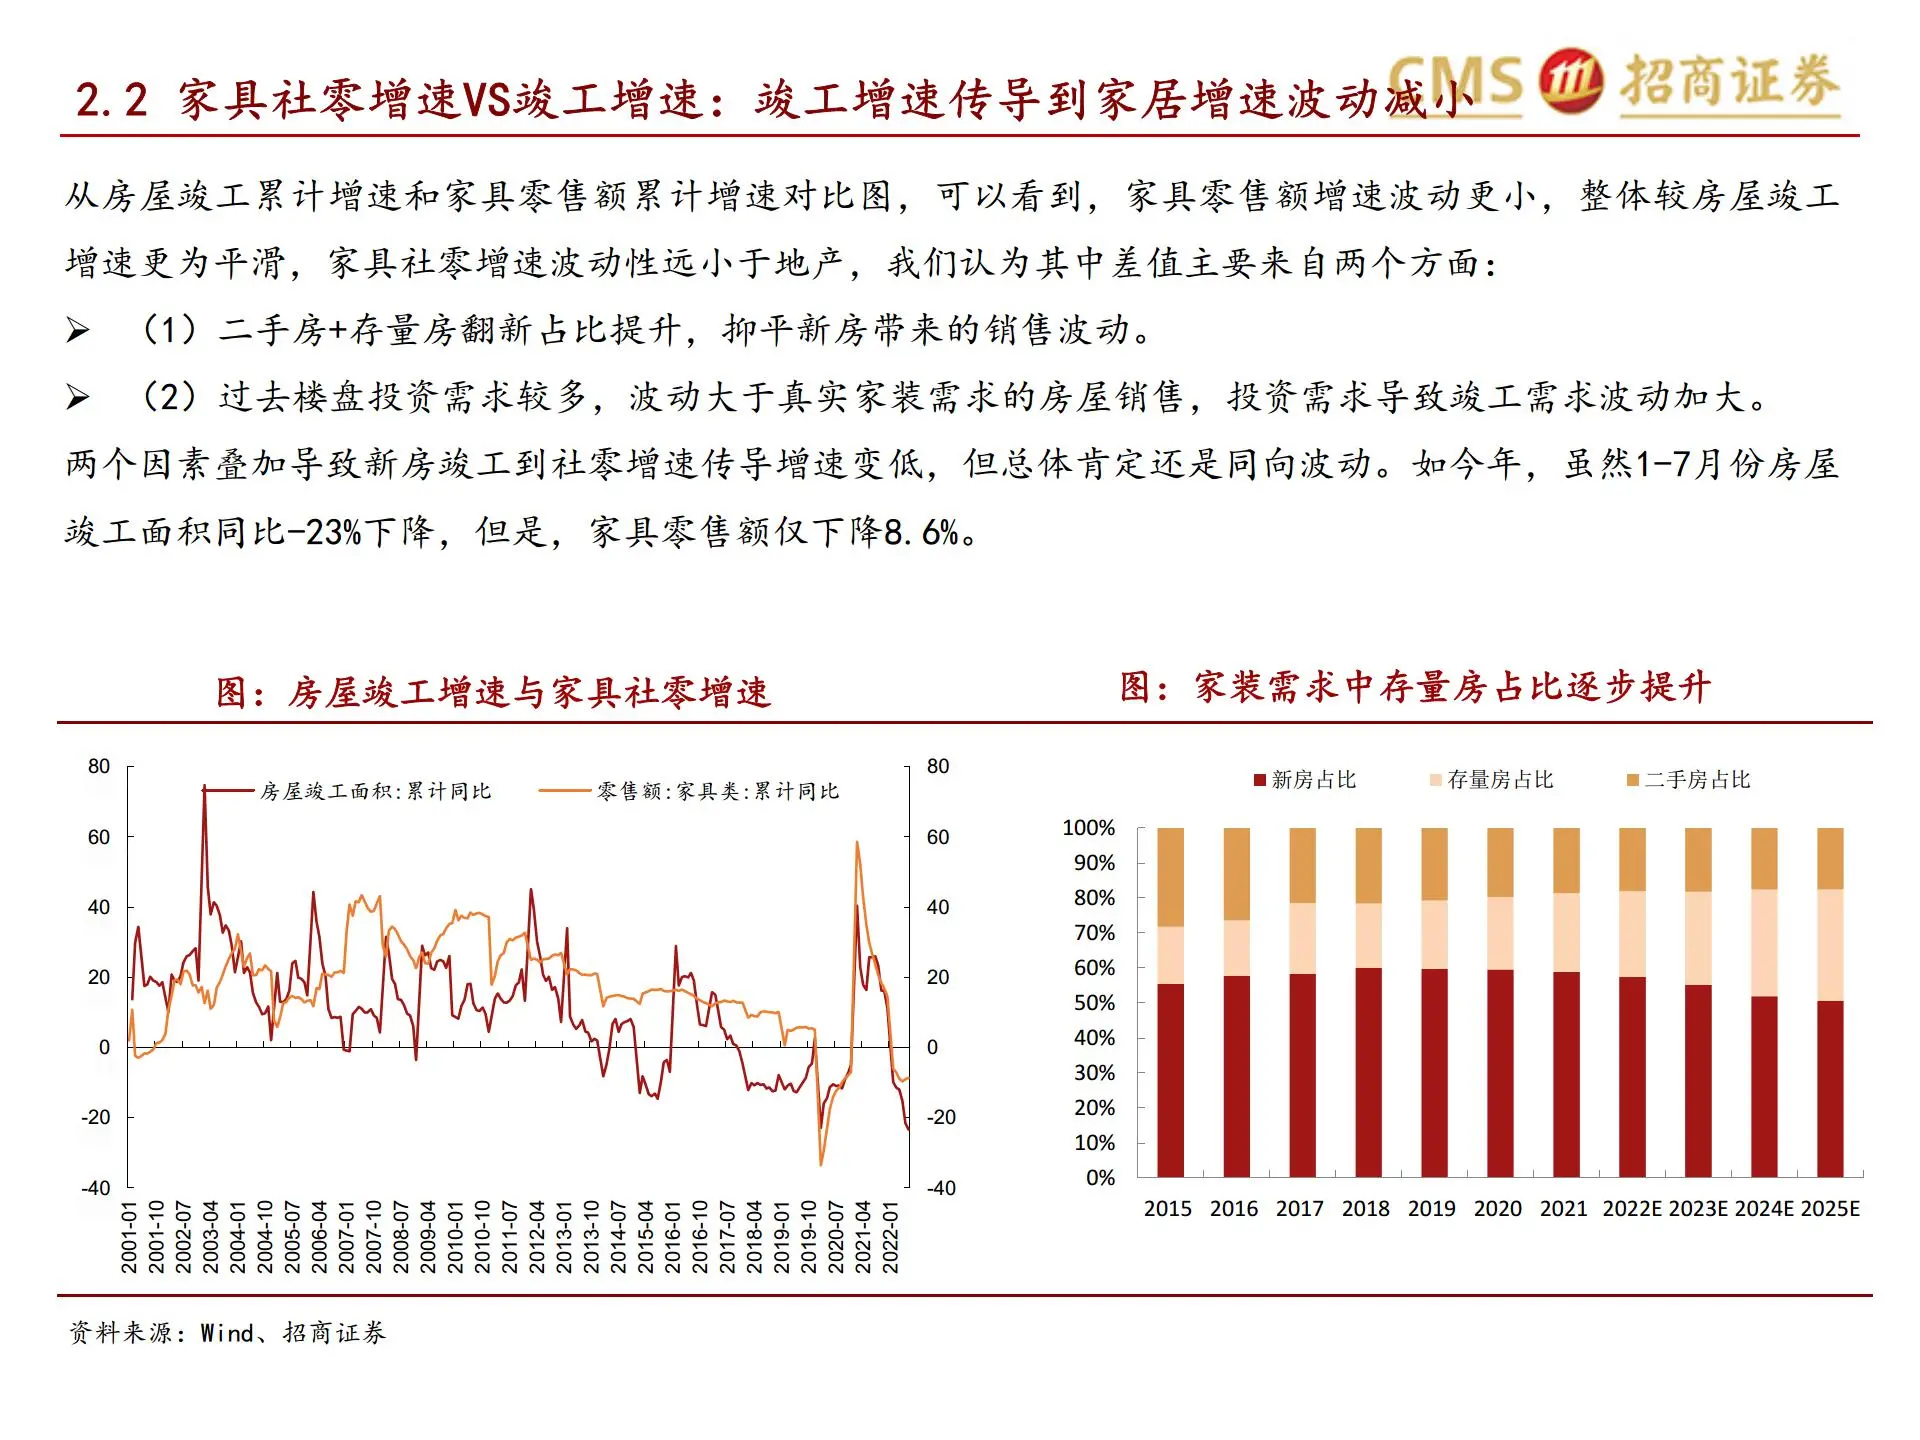 CMS 招商证券
2.2 家具社零增速VS竣工增速：竣工增速传导到家居增速波动减小
从房屋竣工累计增速和家具零售额累计增速对比图，可以看到，家具零售额增速波动更小，整体较房屋竣工
增速更为平滑，家具社零增速波动性远小于地产，我们认为其中差值主要来自两个方面：
➢ （1）二手房+存量房翻新占比提升，抑平新房带来的销售波动。
➢ （2）过去楼盘投资需求较多，波动大于真实家装需求的房屋销售，投资需求导致竣工需求波动加大。
两个因素叠加导致新房竣工到社零增速传导增速变低，但总体肯定还是同向波动。如今年，虽然1-7月份房屋
竣工面积同比-23%下降，但是，家具零售额仅下降8.6%。
图：房屋竣工增速与家具社零增速
房屋竣工面积:累计同比 零售额:家具类:累计同比
80 80
60 60
40 40
20 20
0 0
-20 -20
-40 -40
2001-01 2001-10 2002-07 2003-04 2004-01 2004-10 2005-07 2006-04 2007-01 2007-10 2008-07 2009-04 2010-01 2010-10 2011-07 2012-04 2013-01 2013-10 2014-07 2015-04 2016-01 2016-10 2017-07 2018-04 2019-01 2019-10 2020-07 2021-04 2022-01
图：家装需求中存量房占比逐步提升
新房占比 存量房占比 二手房占比
100%
90%
80%
70%
60%
50%
40%
30%
20%
10%
0%
2015 2016 2017 2018 2019 2020 2021 2022E 2023E 2024E 2025E
资料来源：Wind、招商证券